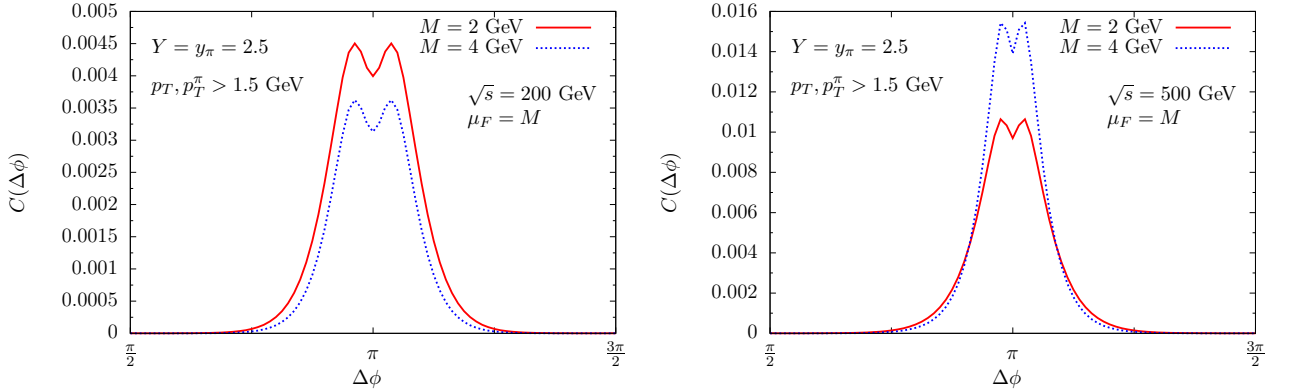 0.005
0.0045
0.004
0.0035
0.003
0.0025
0.002
0.0015
0.001
0.0005
0
C(Δφ)
Y = y_π = 2.5
p_T, p_T^π > 1.5 GeV
M = 2 GeV
M = 4 GeV
√s = 200 GeV
μ_F = M
π/2
π
3π/2
Δφ
0.016
0.014
0.012
0.01
0.008
0.006
0.004
0.002
0
C(Δφ)
Y = y_π = 2.5
p_T, p_T^π > 1.5 GeV
M = 2 GeV
M = 4 GeV
√s = 500 GeV
μ_F = M
π/2
π
3π/2
Δφ